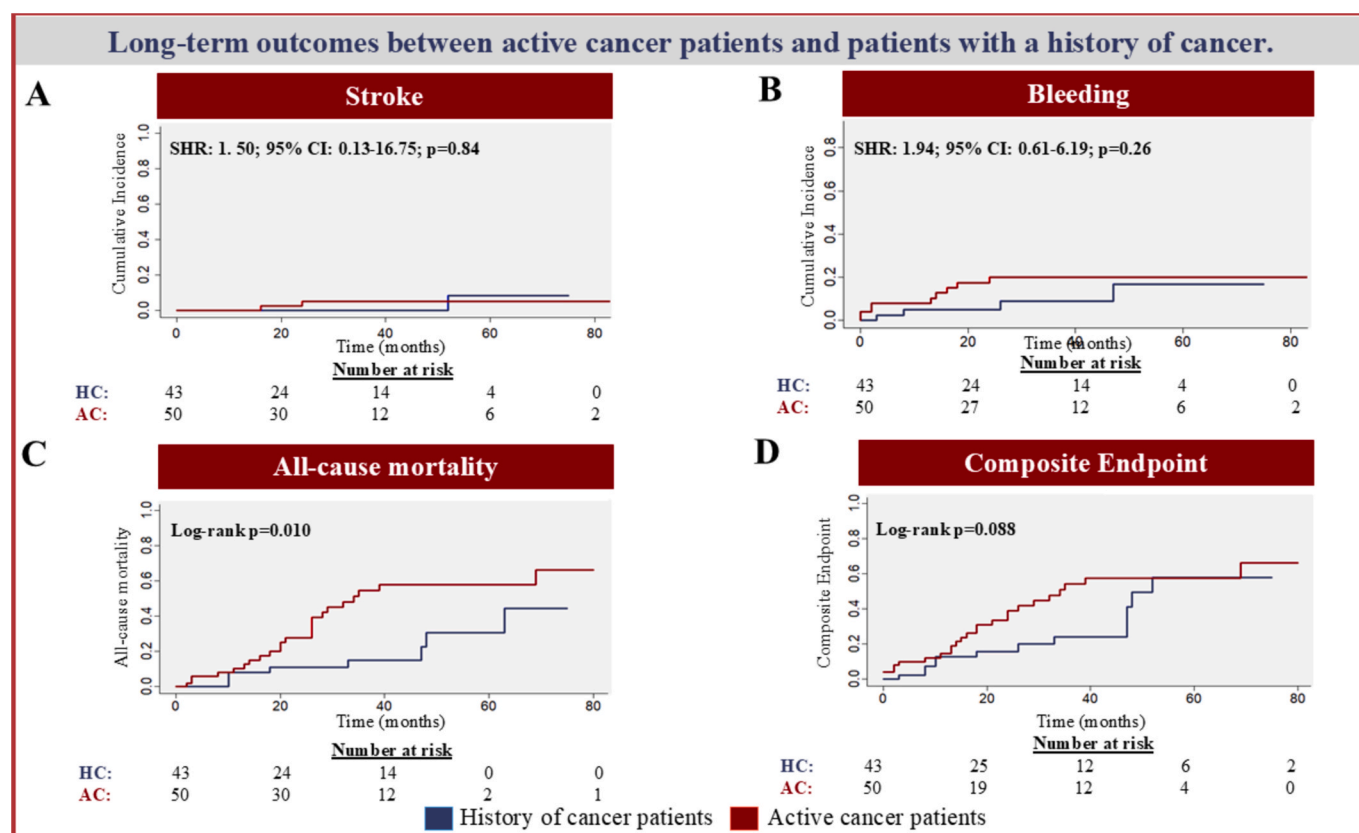 Long-term outcomes between active cancer patients and patients with a history of cancer.
A
Stroke
SHR: 1. 50; 95% CI: 0.13-16.75; p=0.84
Cumulative Incidence
1.0
0.8
0.6
0.4
0.2
0.0
0 20 40 60 80
Time (months)
Number at risk
HC: 43 24 14 4 0
AC: 50 30 12 6 2
B
Bleeding
SHR: 1.94; 95% CI: 0.61-6.19; p=0.26
Cumulative Incidence
0.8
0.6
0.4
0.2
0.0
0 20 40 60 80
Time (months)
Number at risk
HC: 43 24 14 4 0
AC: 50 27 12 6 2
C
All-cause mortality
Log-rank p=0.010
All-cause mortality
1.0
0.8
0.6
0.4
0.2
0.0
0 20 40 60 80
Time (months)
Number at risk
HC: 43 24 14 0 0
AC: 50 30 12 2 1
D
Composite Endpoint
Log-rank p=0.088
Composite Endpoint
1.0
0.8
0.6
0.4
0.2
0.0
0 20 40 60 80
Time (months)
Number at risk
HC: 43 25 12 6 2
AC: 50 19 12 4 0
History of cancer patients
Active cancer patients